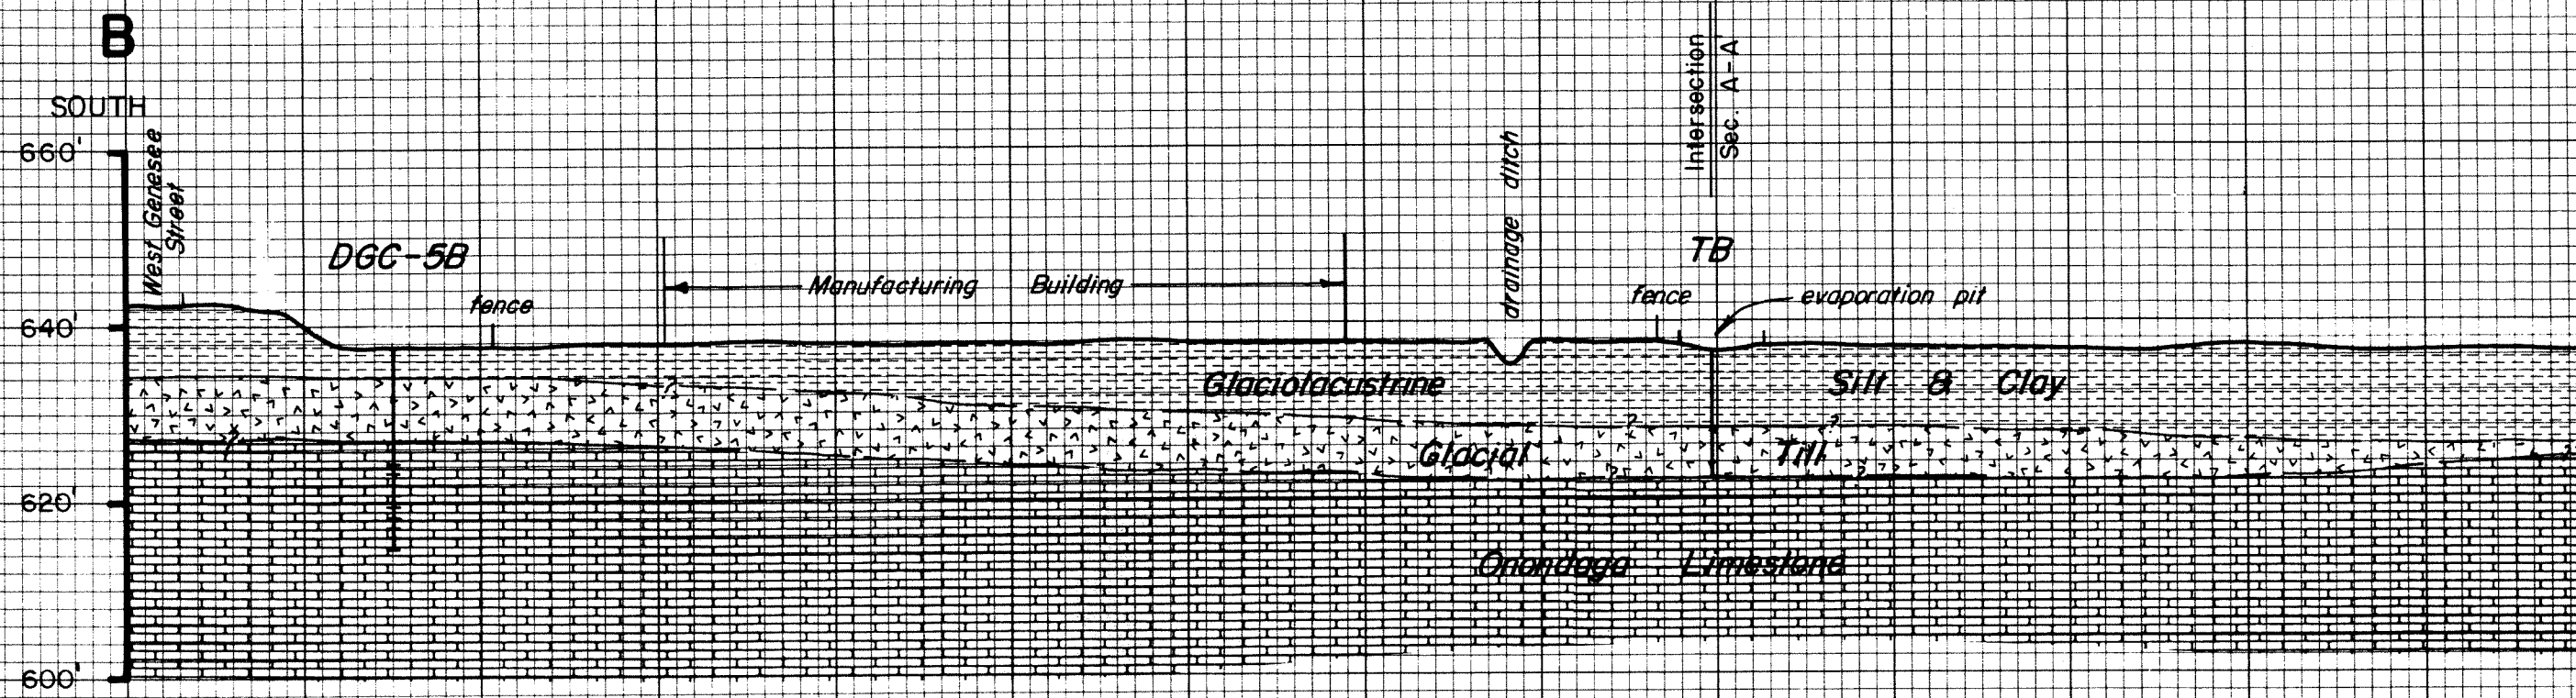 B
SOUTH
Intersection
Sec. A-A'
660'
West Genesee
Street
drainage ditch
DGC-5B
TB
Manufacturing Building
fence
fence
evaporation pit
640'
?
Glaciolacustrine Silt & Clay
?
?
?
Glacial Till
?
?
620'
Onondaga Limestone
600'